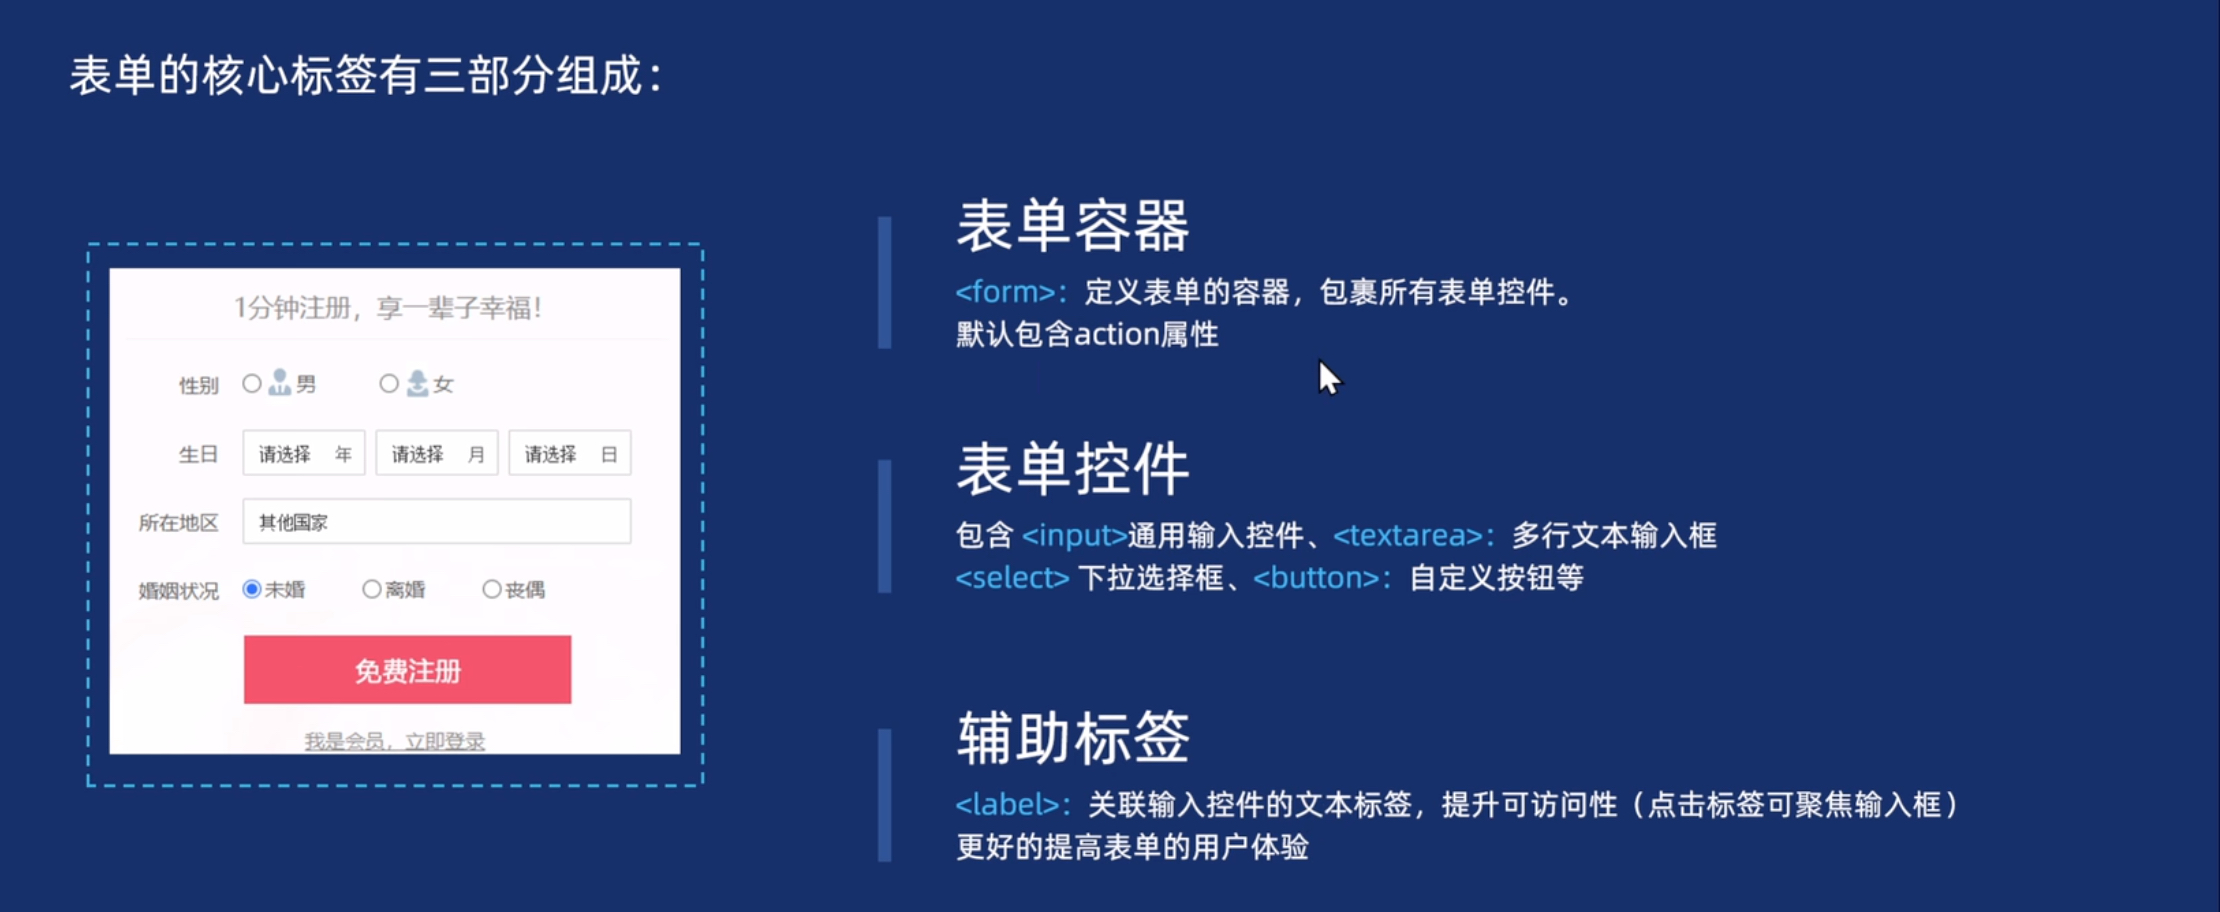 表单的核心标签有三部分组成：
1分钟注册，享一辈子幸福！
性别 男 女
生日 请选择 年 请选择 月 请选择 日
所在地区 其他国家
婚姻状况 未婚 离婚 丧偶
免费注册
我是会员，立即登录
表单容器
<form>：定义表单的容器，包裹所有表单控件。
默认包含action属性
表单控件
包含 <input>通用输入控件、<textarea>：多行文本输入框
<select> 下拉选择框、<button>：自定义按钮等
辅助标签
<label>：关联输入控件的文本标签，提升可访问性（点击标签可聚焦输入框）
更好的提高表单的用户体验